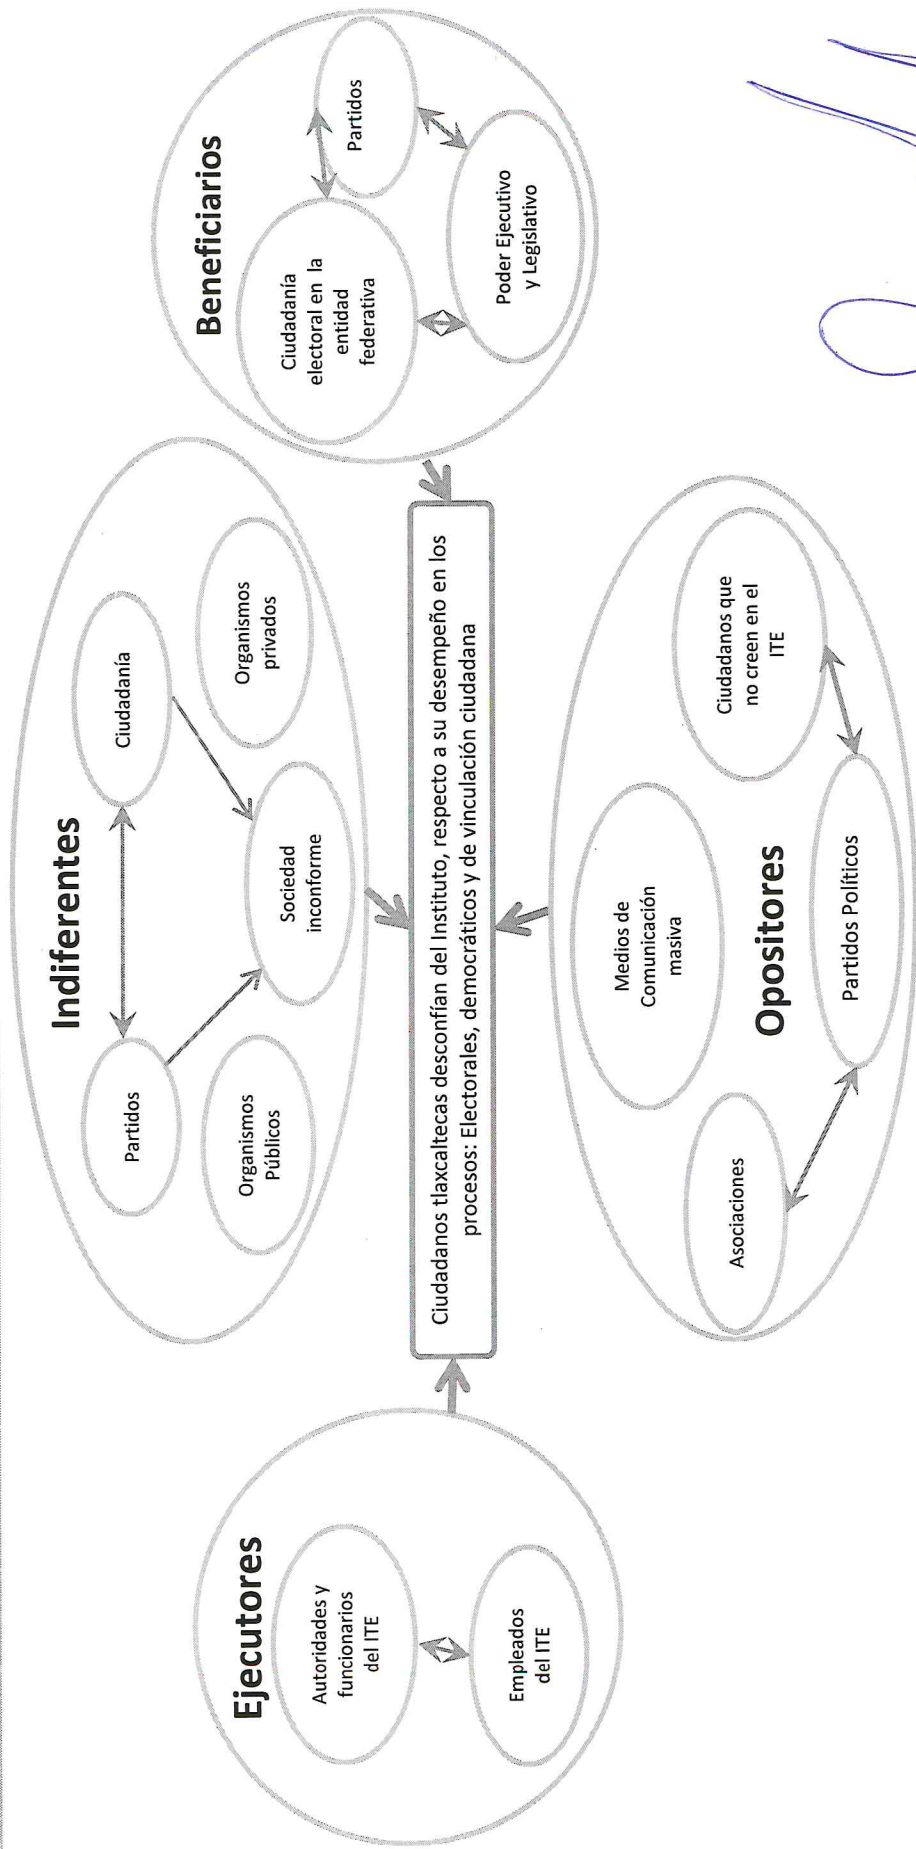 Indiferentes
Partidos
Ciudadanía
Organismos
Públicos
Sociedad
inconforme
Organismos
privados
Ejecutores
Autoridades y
funcionarios
del ITE
Empleados
del ITE
Ciudadanos tlaxcaltecas desconfían del Instituto, respecto a su desempeño en los
procesos: Electorales, democráticos y de vinculación ciudadana
Beneficiarios
Ciudadanía
electoral en la
entidad
federativa
Partidos
Poder Ejecutivo
y Legislativo
Asociaciones
Medios de
Comunicación
masiva
Ciudadanos que
no creen en el
ITE
Opositores
Partidos Políticos